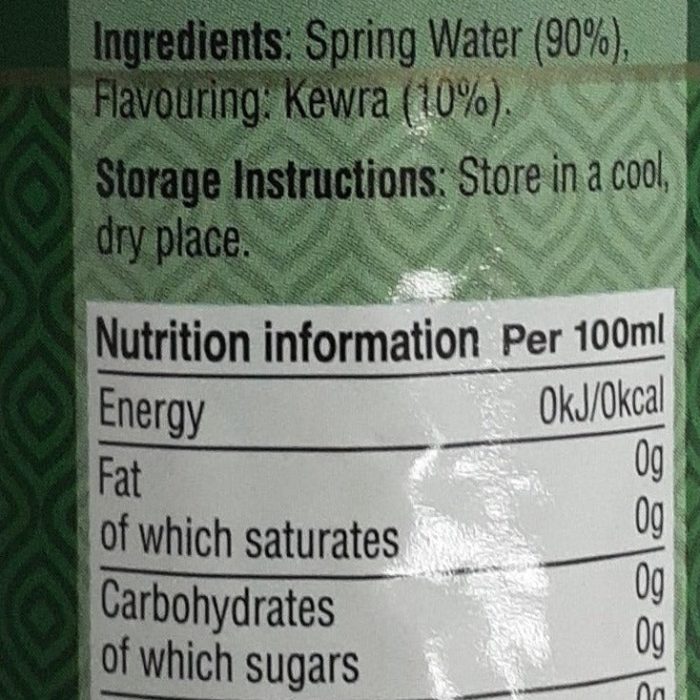 Ingredients: Spring Water (90%),
Flavouring: Kewra (10%).
Storage Instructions: Store in a cool,
dry place.
Nutrition information Per 100ml
Energy 0kJ/0kcal
Fat 0g
of which saturates 0g
Carbohydrates 0g
of which sugars 0g